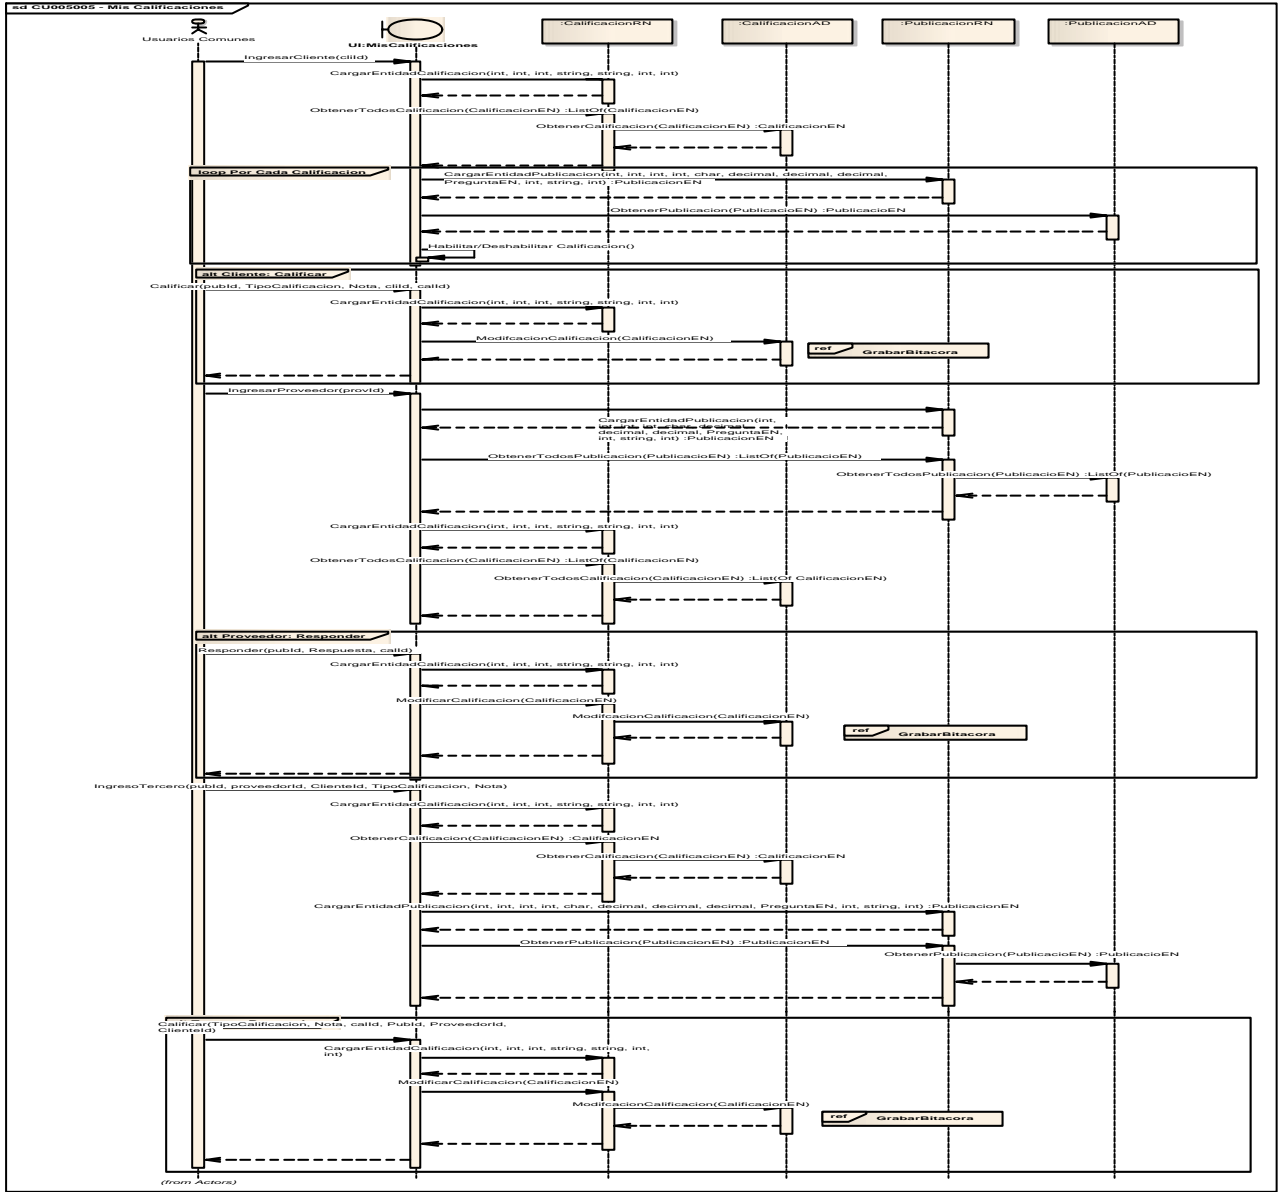 sd CU005005 - Mis Calificaciones
Usuarios Comunes
UI:MisCalificaciones
:CalificacionRN
:CalificacionAD
:PublicacionRN
:PublicacionAD
IngresarCliente(cliId)
CargarEntidadCalificacion(int, int, int, string, string, int, int)
ObtenerTodosCalificacion(CalificacionEN) :ListOf(CalificacionEN)
ObtenerCalificacion(CalificacionEN) :CalificacionEN
loop Por Cada Calificacion
CargarEntidadPublicacion(int, int, int, int, char, decimal, decimal, decimal,
PreguntaEN, int, string, int) :PublicacionEN
ObtenerPublicacion(PublicacioEN) :PublicacioEN
Habilitar/Deshabilitar Calificacion()
alt Cliente: Calificar
Calificar(pubId, TipoCalificacion, Nota, cliId, calId)
CargarEntidadCalificacion(int, int, int, string, string, int, int)
ModifcacionCalificacion(CalificacionEN)
ref
GrabarBitacora
IngresarProveedor(provId)
CargarEntidadPublicacion(int,
int, int, int, char, decimal,
decimal, decimal, PreguntaEN,
int, string, int) :PublicacionEN
ObtenerTodosPublicacion(PublicacioEN) :ListOf(PublicacioEN)
ObtenerTodosPublicacion(PublicacioEN) :ListOf(PublicacioEN)
CargarEntidadCalificacion(int, int, int, string, string, int, int)
ObtenerTodosCalificacion(CalificacionEN) :ListOf(CalificacionEN)
ObtenerTodosCalificacion(CalificacionEN) :List(Of CalificacionEN)
alt Proveedor: Responder
Responder(pubId, Respuesta, calId)
CargarEntidadCalificacion(int, int, int, string, string, int, int)
ModificarCalificacion(CalificacionEN)
ModifcacionCalificacion(CalificacionEN)
ref
GrabarBitacora
IngresoTercero(pubId, proveedorId, ClienteId, TipoCalificacion, Nota)
CargarEntidadCalificacion(int, int, int, string, string, int, int)
ObtenerCalificacion(CalificacionEN) :CalificacionEN
ObtenerCalificacion(CalificacionEN) :CalificacionEN
CargarEntidadPublicacion(int, int, int, int, char, decimal, decimal, decimal, PreguntaEN, int, string, int) :PublicacionEN
ObtenerPublicacion(PublicacionEN) :PublicacionEN
ObtenerPublicacion(PublicacioEN) :PublicacioEN
Calificar(TipoCalificacion, Nota, calId, PubId, ProveedorId,
ClienteId)
CargarEntidadCalificacion(int, int, int, string, string, int,
int)
ModificarCalificacion(CalificacionEN)
ModifcacionCalificacion(CalificacionEN)
ref
GrabarBitacora
(from Actors)